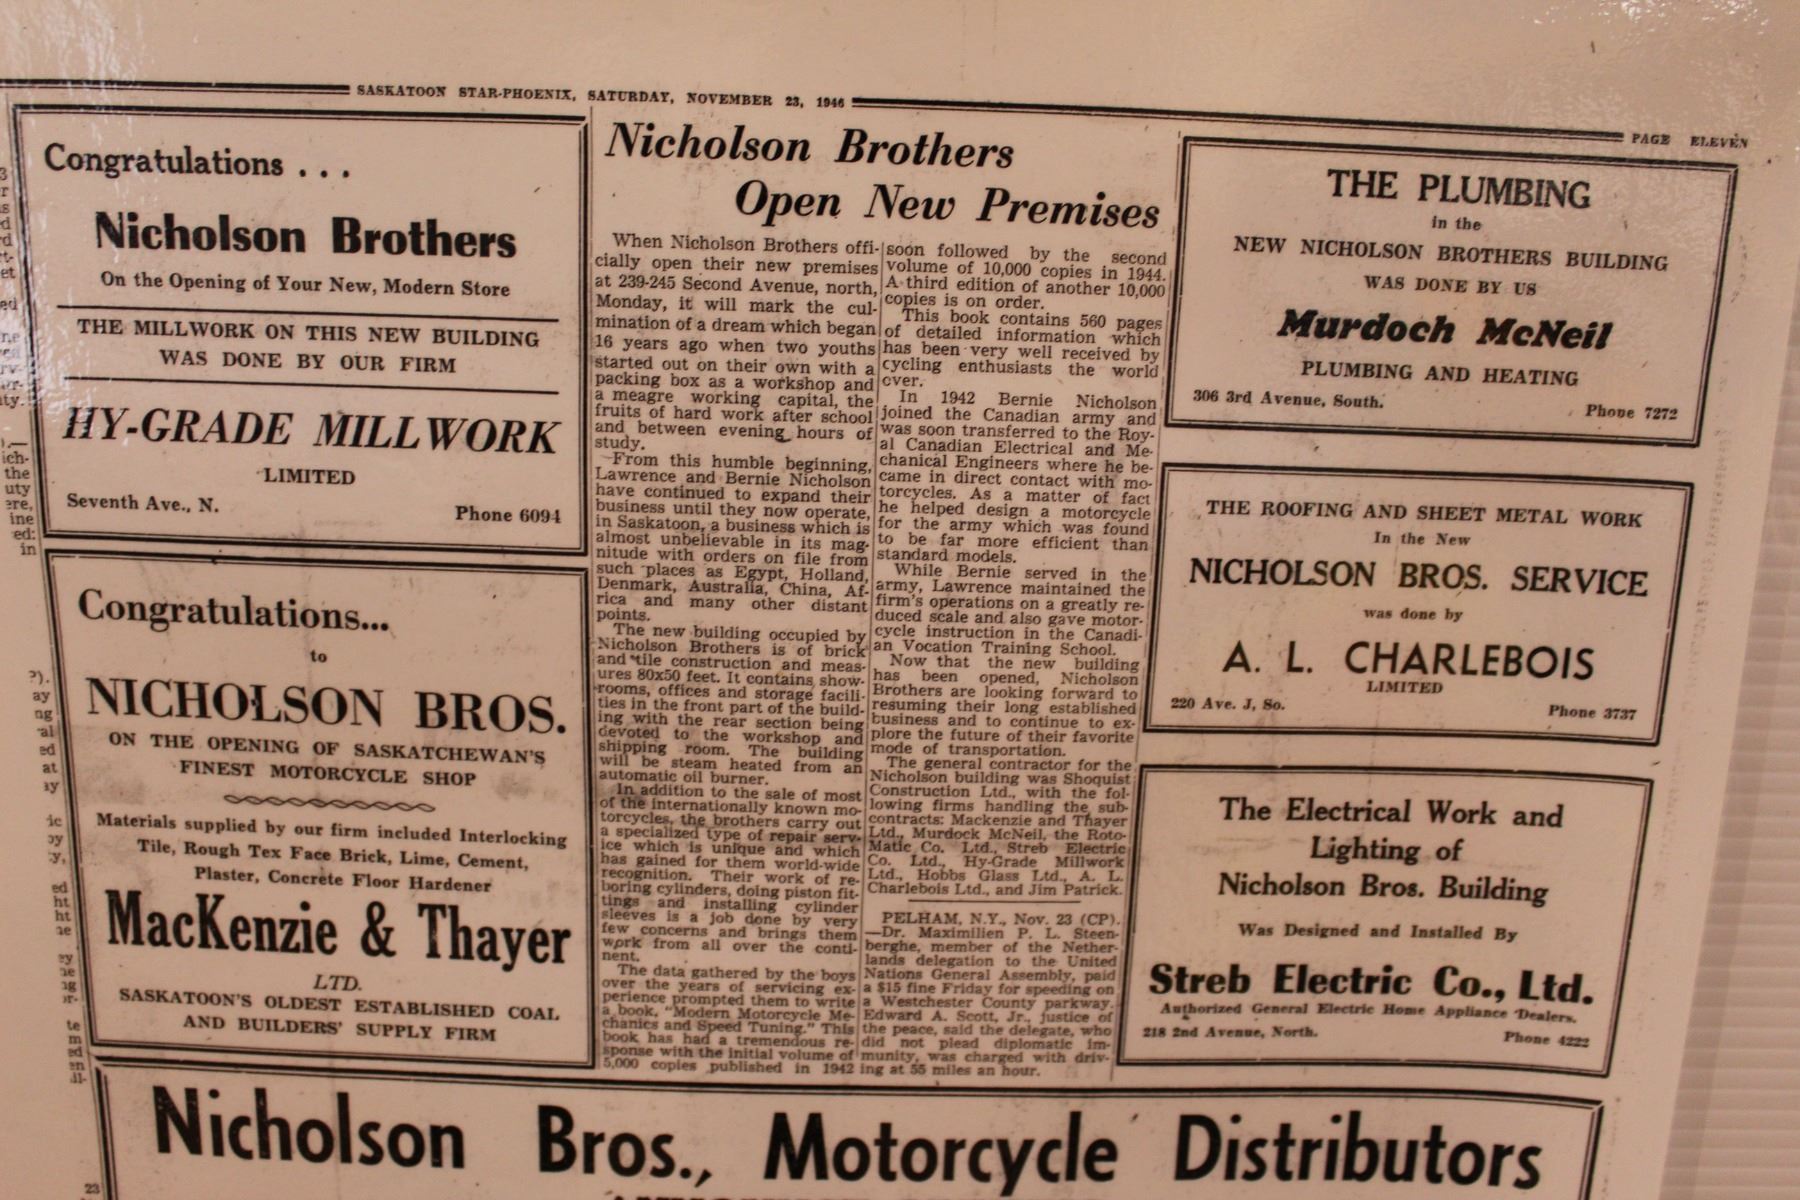 SASKATOON STAR-PHOENIX, SATURDAY, NOVEMBER 23, 1946
PAGE ELEVEN
Congratulations . . .
Nicholson Brothers
On the Opening of Your New, Modern Store
THE MILLWORK ON THIS NEW BUILDING
WAS DONE BY OUR FIRM
HY-GRADE MILLWORK
LIMITED
Seventh Ave., N.
Phone 6094
Congratulations...
to
NICHOLSON BROS.
ON THE OPENING OF SASKATCHEWAN'S
FINEST MOTORCYCLE SHOP
Materials supplied by our firm included Interlocking
Tile, Rough Tex Face Brick, Lime, Cement,
Plaster, Concrete Floor Hardener
MacKenzie & Thayer
LTD.
SASKATOON'S OLDEST ESTABLISHED COAL
AND BUILDERS' SUPPLY FIRM
Nicholson Brothers
Open New Premises
When Nicholson Brothers offi-
cially open their new premises
at 239-245 Second Avenue, north,
Monday, it will mark the cul-
mination of a dream which began
16 years ago when two youths
started out on their own with a
packing box as a workshop and
a meagre working capital, the
fruits of hard work after school
and between evening hours of
study.
From this humble beginning,
Lawrence and Bernie Nicholson
have continued to expand their
business until they now operate,
in Saskatoon, a business which is
almost unbelievable in its mag-
nitude with orders on file from
such places as Egypt, Holland,
Denmark, Australia, China, Af-
rica and many other distant
points.
The new building occupied by
Nicholson Brothers is of brick
and tile construction and meas-
ures 80x50 feet. It contains show-
rooms, offices and storage facili-
ties in the front part of the build-
ing with the rear section being
devoted to the workshop and
shipping room. The building
will be steam heated from an
automatic oil burner.
In addition to the sale of most
of the internationally known mo-
torcycles, the brothers carry out
a specialized type of repair serv-
ice which is unique and which
has gained for them world-wide
recognition. Their work of re-
boring cylinders, doing piston fit-
tings and installing cylinder
sleeves is a job done by very
few concerns and brings them
work from all over the conti-
nent.
The data gathered by the boys
over the years of servicing ex-
perience prompted them to write
a book, "Modern Motorcycle Me-
chanics and Speed Tuning." This
book has had a tremendous re-
sponse with the initial volume of
5,000 copies published in 1942
soon followed by the second
volume of 10,000 copies in 1944.
A third edition of another 10,000
copies is on order.
This book contains 560 pages
of detailed information which
has been very well received by
cycling enthusiasts the world
over.
In 1942 Bernie Nicholson
joined the Canadian army and
was soon transferred to the Roy-
al Canadian Electrical and Me-
chanical Engineers where he be-
came in direct contact with mo-
torcycles. As a matter of fact
he helped design a motorcycle
for the army which was found
to be far more efficient than
standard models.
While Bernie served in the
army, Lawrence maintained the
firm's operations on a greatly re-
duced scale and also gave motor-
cycle instruction in the Canadi-
an Vocation Training School.
Now that the new building
has been opened, Nicholson
Brothers are looking forward to
resuming their long established
business and to continue to ex-
plore the future of their favorite
mode of transportation.
The general contractor for the
Nicholson building was Shoquist
Construction Ltd., with the fol-
lowing firms handling the sub-
contracts: Mackenzie and Thayer
Ltd., Murdock McNeil, the Roto-
Matic Co. Ltd., Streb Electric
Co. Ltd., Hy-Grade Millwork
Ltd., Hobbs Glass Ltd., A. L.
Charlebois Ltd., and Jim Patrick.
PELHAM, N.Y., Nov. 23 (CP).
—Dr. Maximilien P. L. Steen-
berghe, member of the Nether-
lands delegation to the United
Nations General Assembly, paid
a $15 fine Friday for speeding on
a Westchester County parkway.
Edward A. Scott, Jr., justice of
the peace, said the delegate, who
did not plead diplomatic im-
munity, was charged with driv-
ing at 55 miles an hour.
THE PLUMBING
in the
NEW NICHOLSON BROTHERS BUILDING
WAS DONE BY US
Murdoch McNeil
PLUMBING AND HEATING
306 3rd Avenue, South.
Phone 7272
THE ROOFING AND SHEET METAL WORK
In the New
NICHOLSON BROS. SERVICE
was done by
A. L. CHARLEBOIS
LIMITED
220 Ave. J, So.
Phone 3737
The Electrical Work and
Lighting of
Nicholson Bros. Building
Was Designed and Installed By
Streb Electric Co., Ltd.
Authorized General Electric Home Appliance Dealers.
218 2nd Avenue, North.
Phone 4222
Nicholson Bros., Motorcycle Distributors